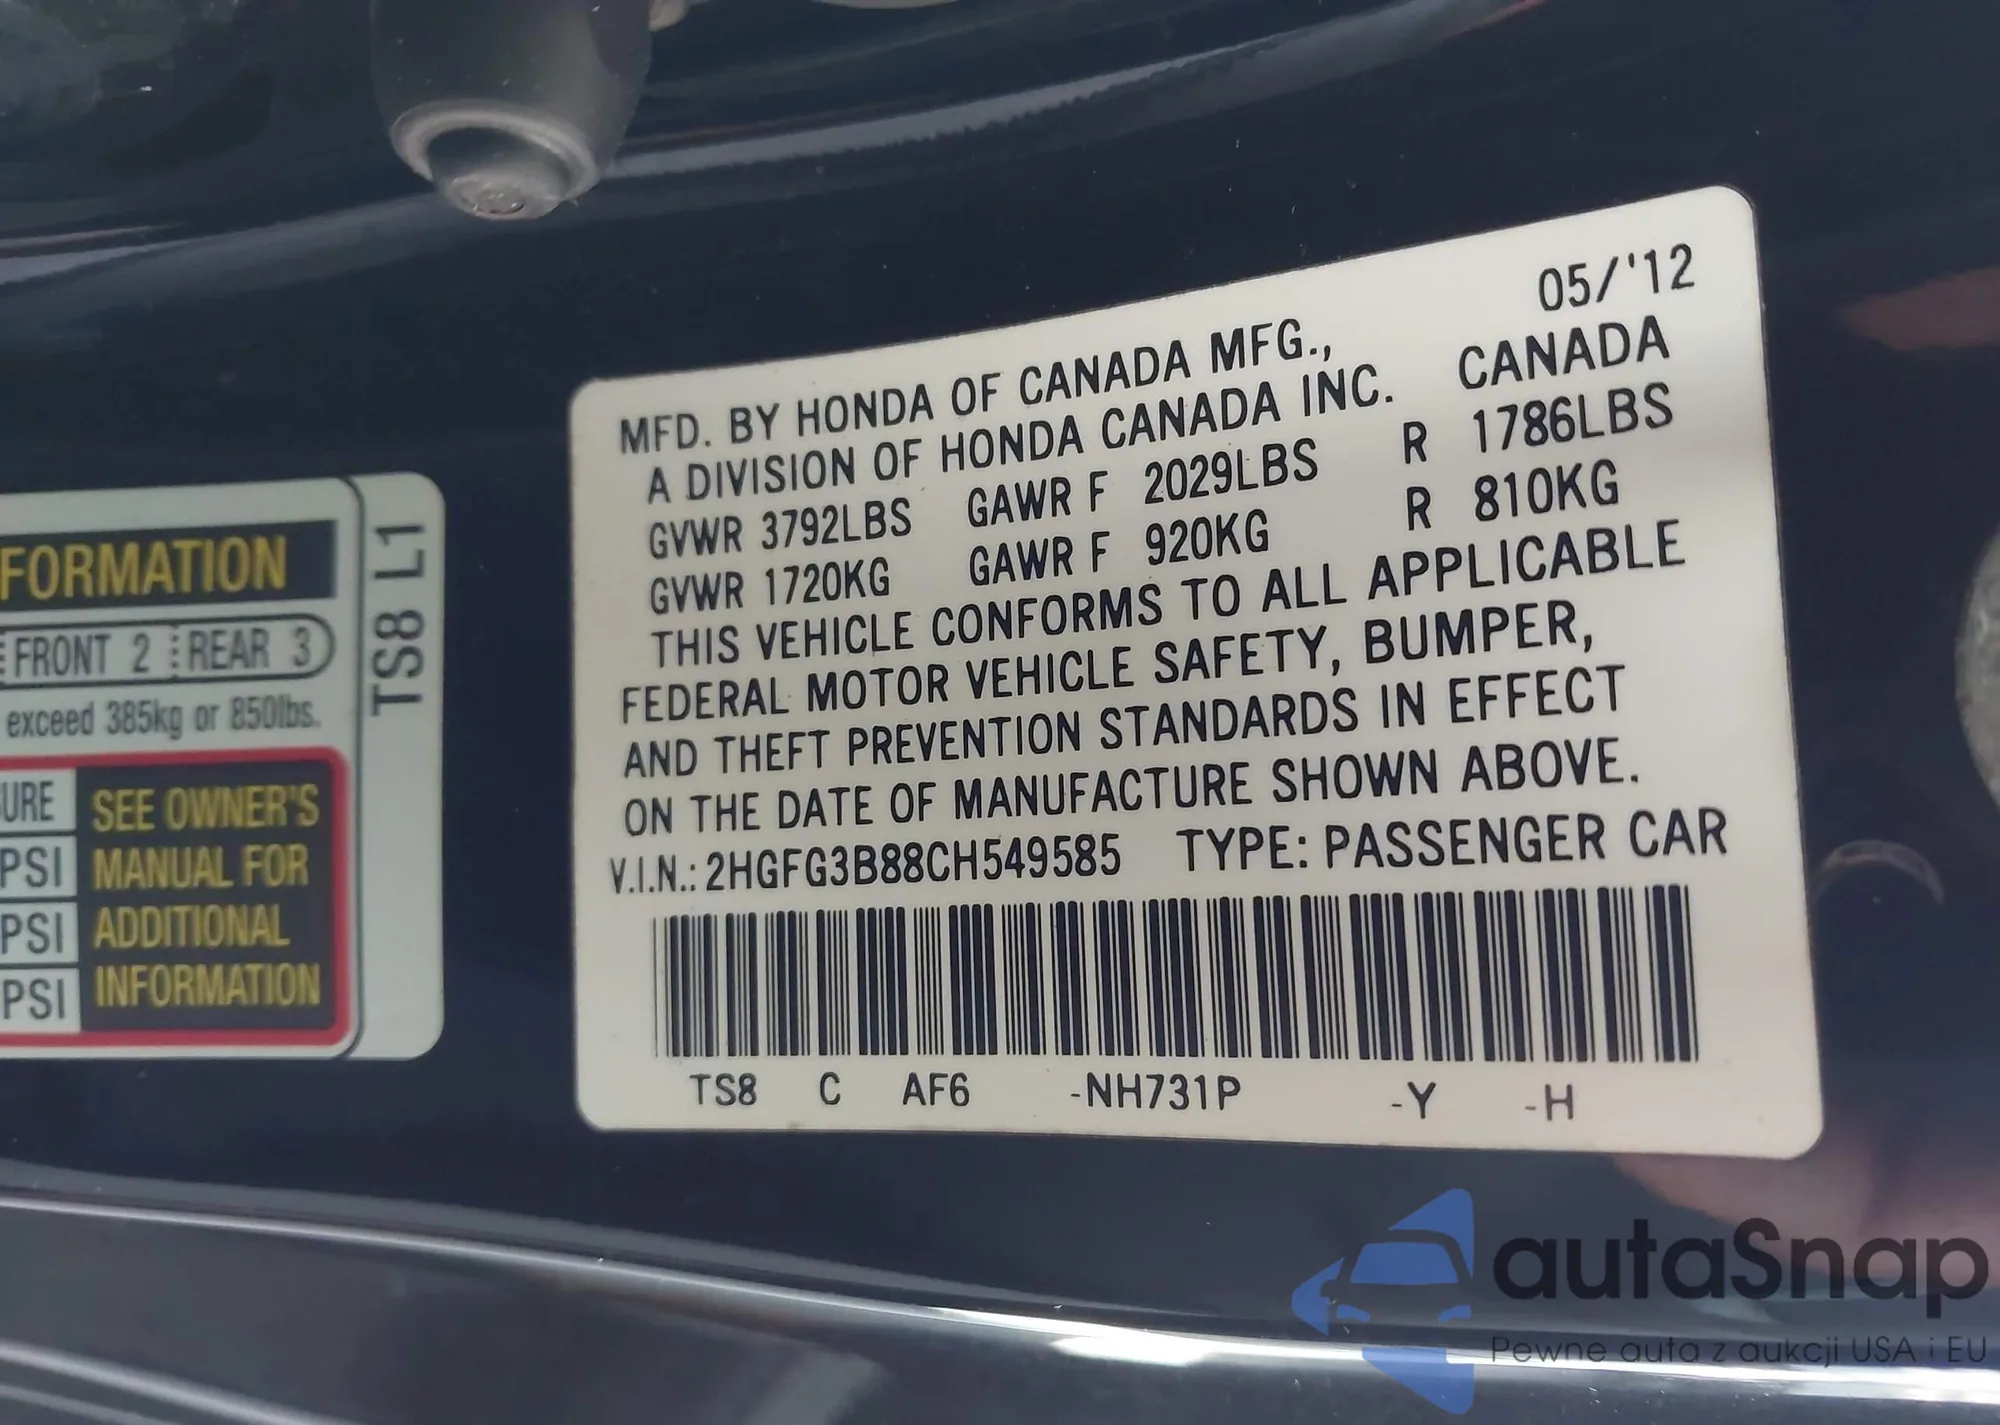 FORMATION
FRONT 2 REAR 3
exceed 385kg or 850lbs.
URE
PSI
PSI
PSI
SEE OWNER'S
MANUAL FOR
ADDITIONAL
INFORMATION
TS8 L1
05/'12
MFD. BY HONDA OF CANADA MFG.,
A DIVISION OF HONDA CANADA INC. CANADA
GVWR 3792LBS GAWR F 2029LBS R 1786LBS
GVWR 1720KG GAWR F 920KG R 810KG
THIS VEHICLE CONFORMS TO ALL APPLICABLE
FEDERAL MOTOR VEHICLE SAFETY, BUMPER,
AND THEFT PREVENTION STANDARDS IN EFFECT
ON THE DATE OF MANUFACTURE SHOWN ABOVE.
V.I.N.: 2HGFG3B88CH549585 TYPE: PASSENGER CAR
TS8 C AF6 -NH731P -Y -H
autaSnap
Pewne auta z aukcji USA i EU